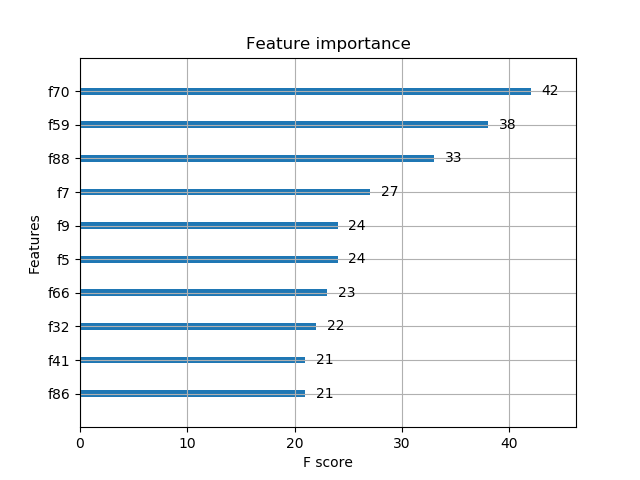 Feature importance
f70 42
f59 38
f88 33
f7 27
f9 24
f5 24
f66 23
f32 22
f41 21
f86 21
Features
0 10 20 30 40
F score